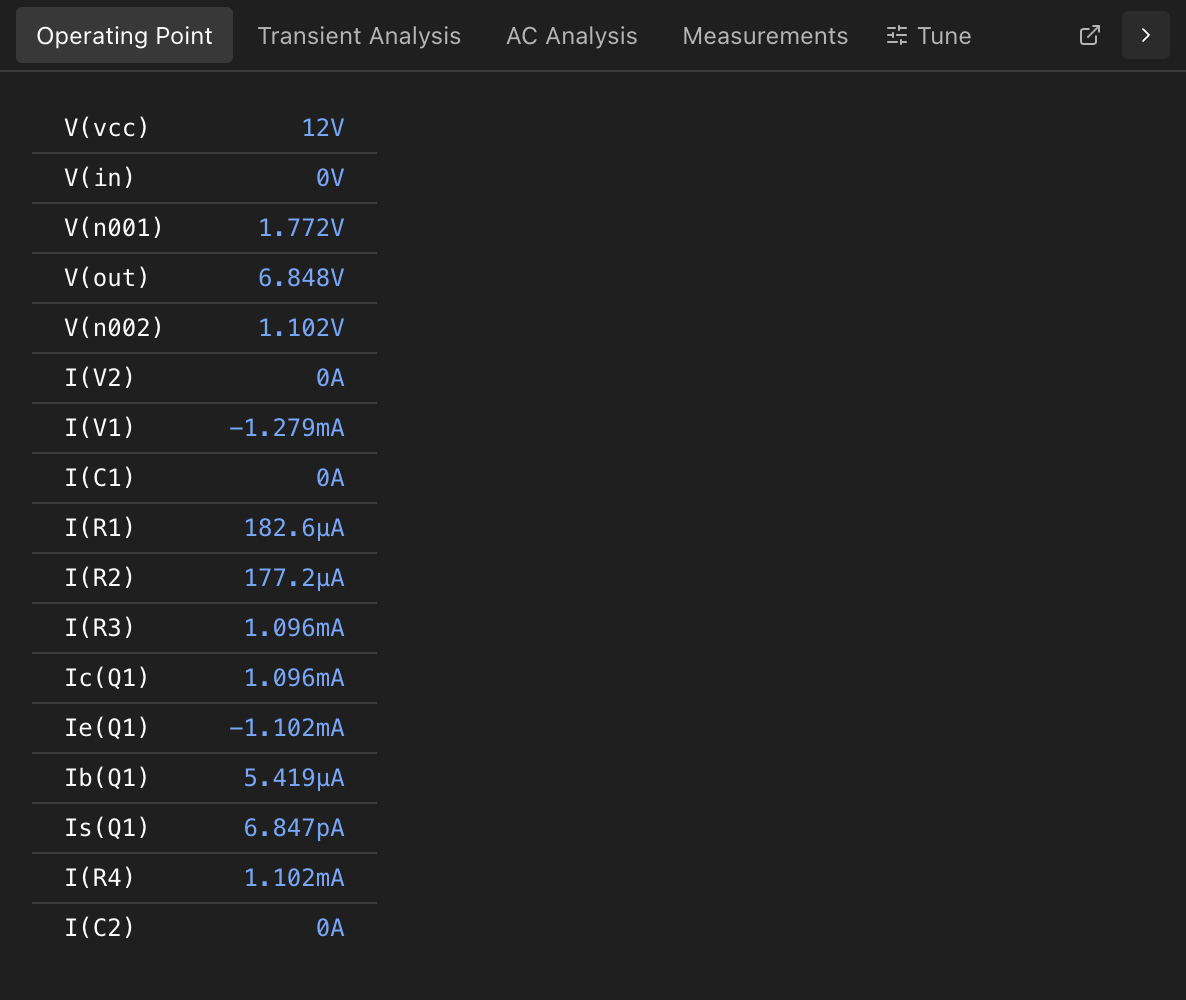 Operating Point Transient Analysis AC Analysis Measurements Tune
V(vcc) 12V
V(in) 0V
V(n001) 1.772V
V(out) 6.848V
V(n002) 1.102V
I(V2) 0A
I(V1) −1.279mA
I(C1) 0A
I(R1) 182.6μA
I(R2) 177.2μA
I(R3) 1.096mA
Ic(Q1) 1.096mA
Ie(Q1) −1.102mA
Ib(Q1) 5.419μA
Is(Q1) 6.847pA
I(R4) 1.102mA
I(C2) 0A